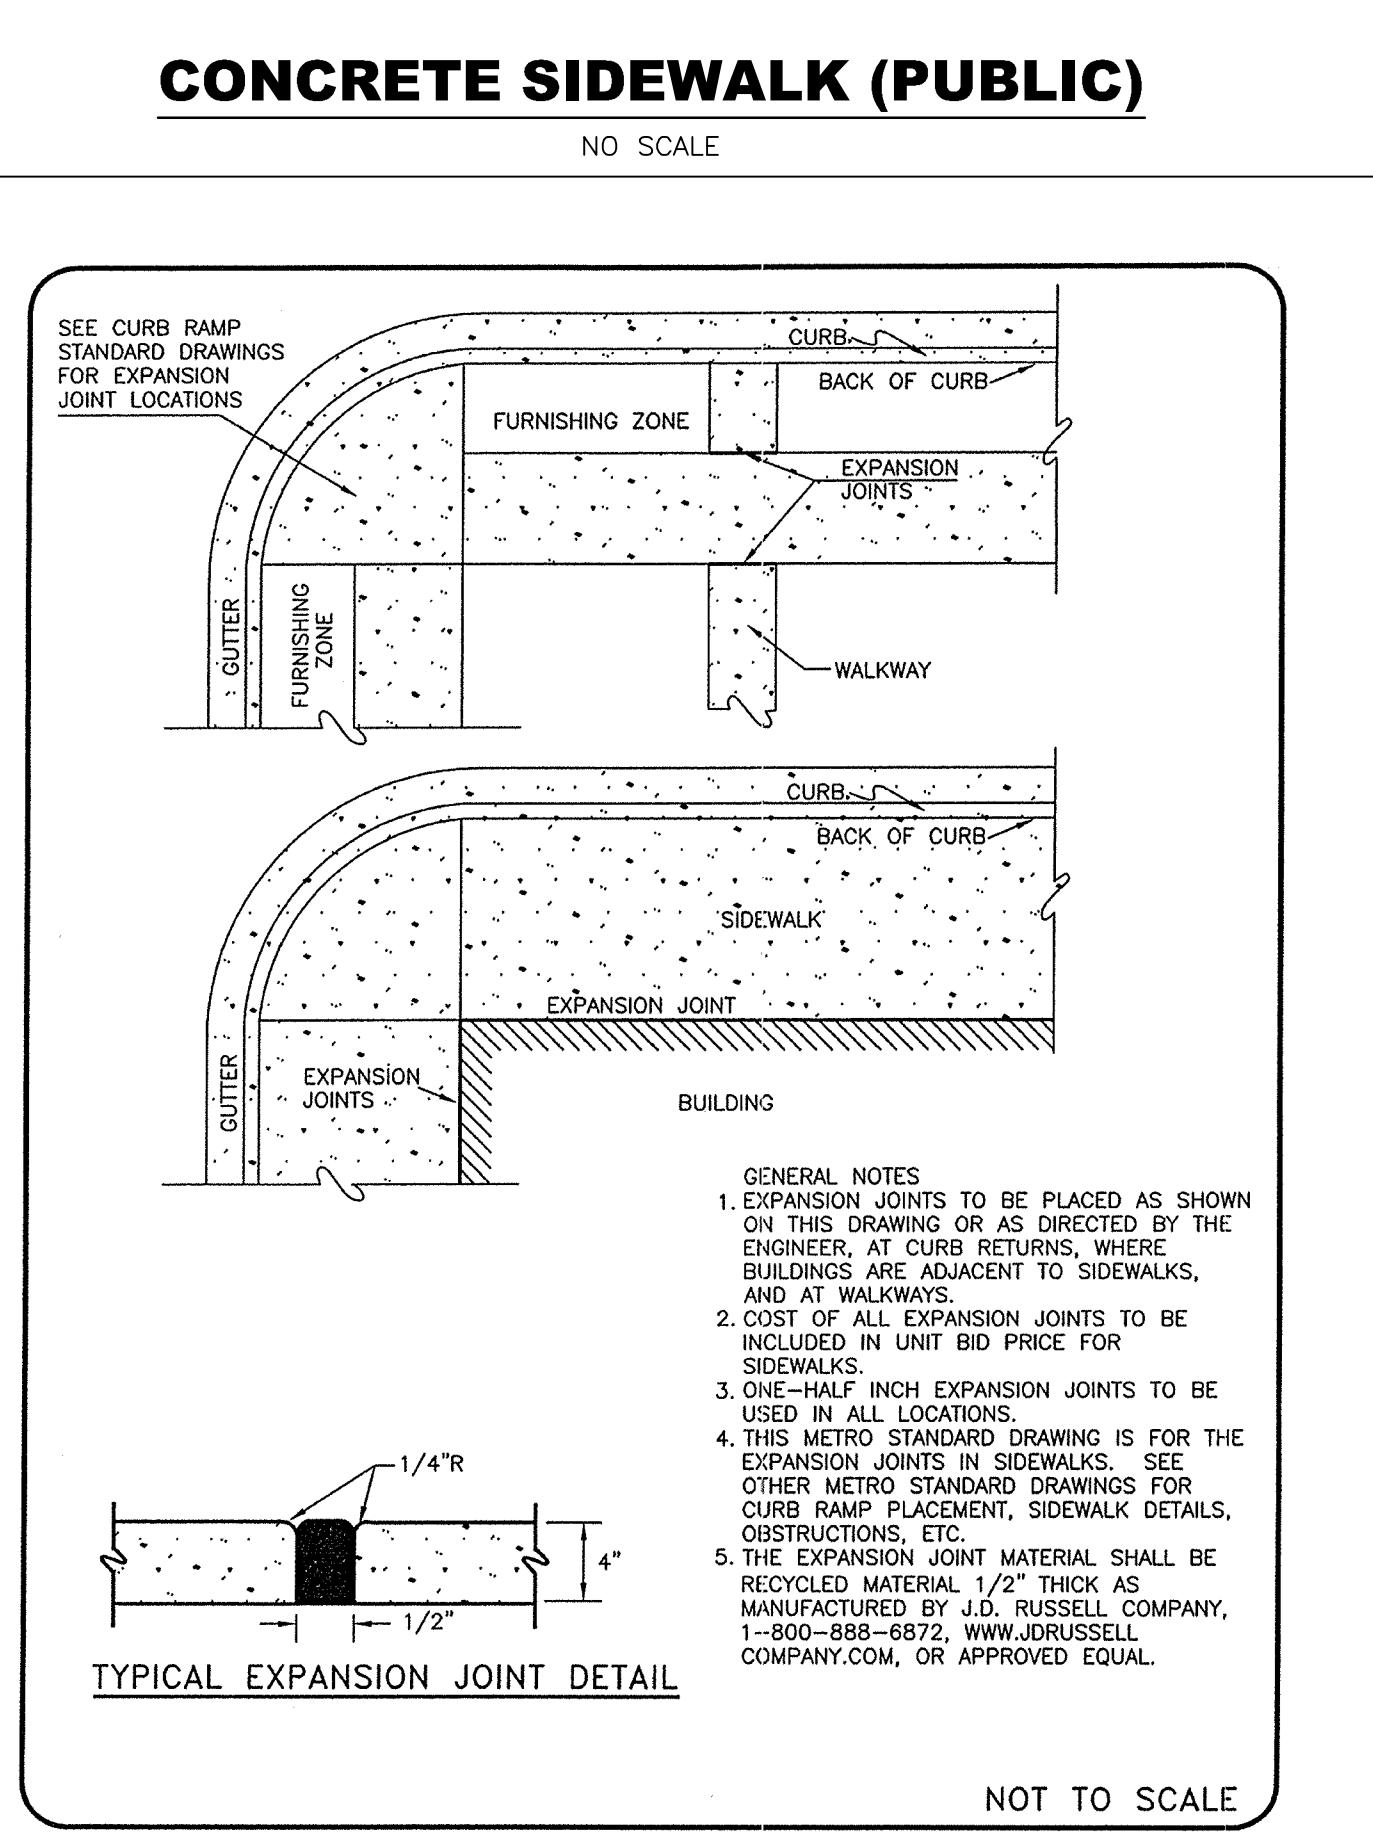 CONCRETE SIDEWALK (PUBLIC)
NO SCALE
SEE CURB RAMP
STANDARD DRAWINGS
FOR EXPANSION
JOINT LOCATIONS
CURB
BACK OF CURB
FURNISHING ZONE
EXPANSION
JOINTS
GUTTER
FURNISHING
ZONE
WALKWAY
CURB
BACK OF CURB
SIDEWALK
EXPANSION JOINT
GUTTER
EXPANSION
JOINTS
BUILDING
GENERAL NOTES
1. EXPANSION JOINTS TO BE PLACED AS SHOWN
ON THIS DRAWING OR AS DIRECTED BY THE
ENGINEER, AT CURB RETURNS, WHERE
BUILDINGS ARE ADJACENT TO SIDEWALKS,
AND AT WALKWAYS.
2. COST OF ALL EXPANSION JOINTS TO BE
INCLUDED IN UNIT BID PRICE FOR
SIDEWALKS.
3. ONE-HALF INCH EXPANSION JOINTS TO BE
USED IN ALL LOCATIONS.
4. THIS METRO STANDARD DRAWING IS FOR THE
EXPANSION JOINTS IN SIDEWALKS. SEE
OTHER METRO STANDARD DRAWINGS FOR
CURB RAMP PLACEMENT, SIDEWALK DETAILS,
OBSTRUCTIONS, ETC.
5. THE EXPANSION JOINT MATERIAL SHALL BE
RECYCLED MATERIAL 1/2" THICK AS
MANUFACTURED BY J.D. RUSSELL COMPANY,
1-800-888-6872, WWW.JDRUSSELL
COMPANY.COM, OR APPROVED EQUAL.
1/4"R
4"
1/2"
TYPICAL EXPANSION JOINT DETAIL
NOT TO SCALE